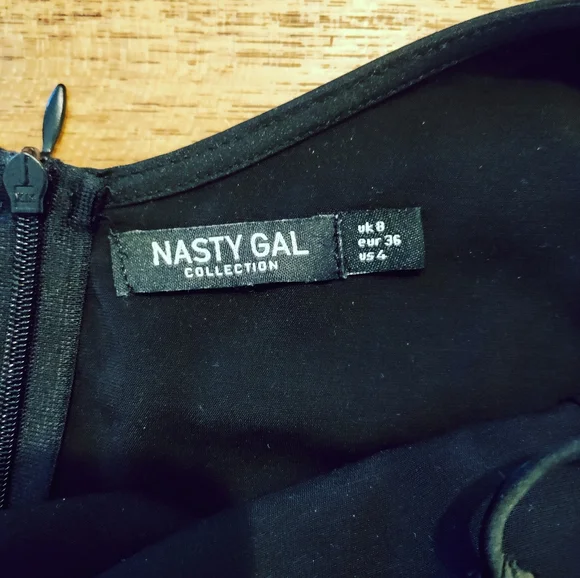 NASTY GAL
COLLECTION
uk 8
eur 36
us 4